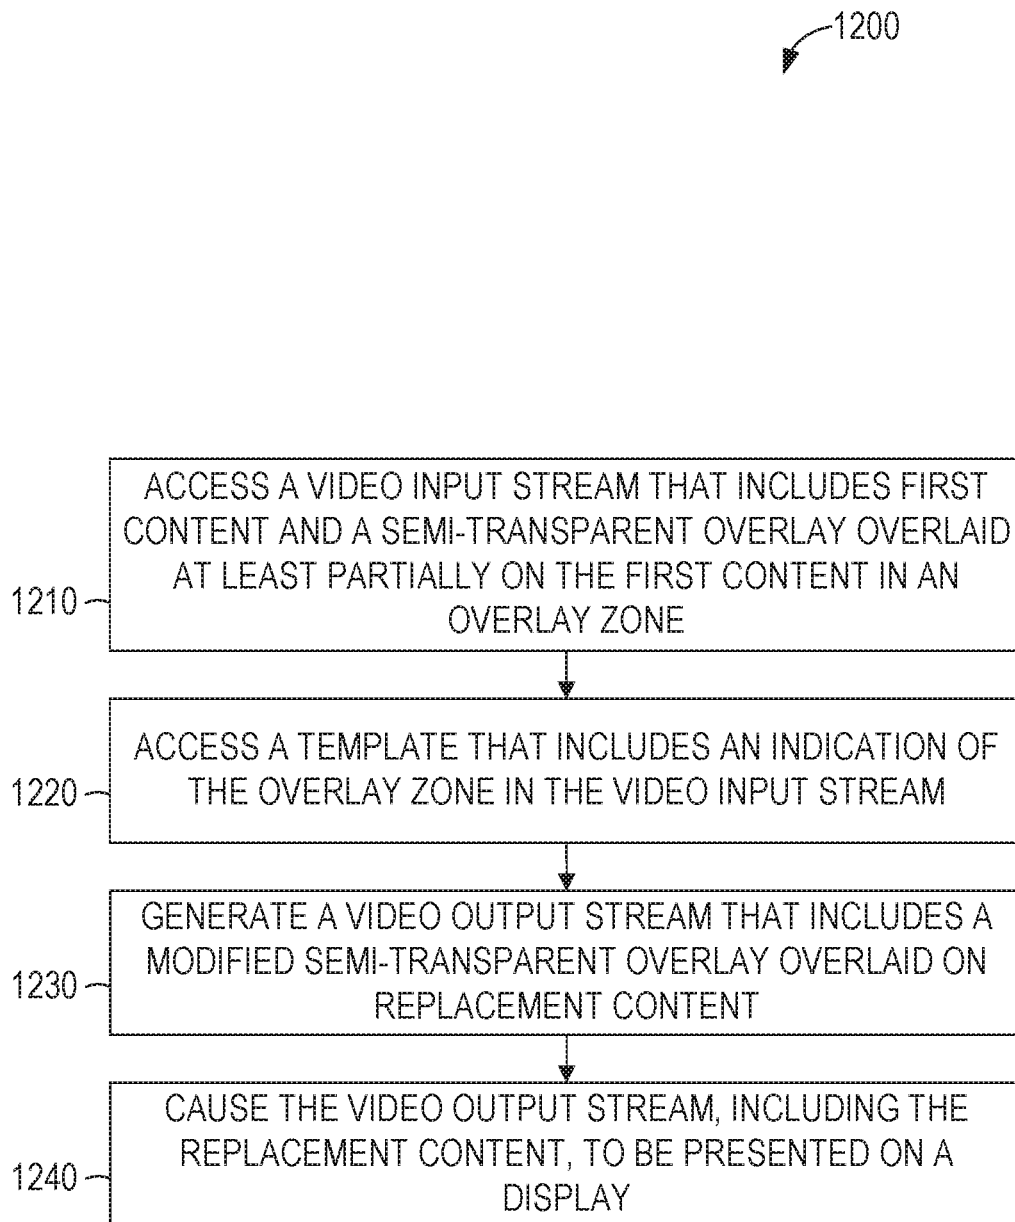 1200
ACCESS A VIDEO INPUT STREAM THAT INCLUDES FIRST
CONTENT AND A SEMI-TRANSPARENT OVERLAY OVERLAID
AT LEAST PARTIALLY ON THE FIRST CONTENT IN AN
OVERLAY ZONE
1210
ACCESS A TEMPLATE THAT INCLUDES AN INDICATION OF
THE OVERLAY ZONE IN THE VIDEO INPUT STREAM
1220
GENERATE A VIDEO OUTPUT STREAM THAT INCLUDES A
MODIFIED SEMI-TRANSPARENT OVERLAY OVERLAID ON
REPLACEMENT CONTENT
1230
CAUSE THE VIDEO OUTPUT STREAM, INCLUDING THE
REPLACEMENT CONTENT, TO BE PRESENTED ON A
DISPLAY
1240